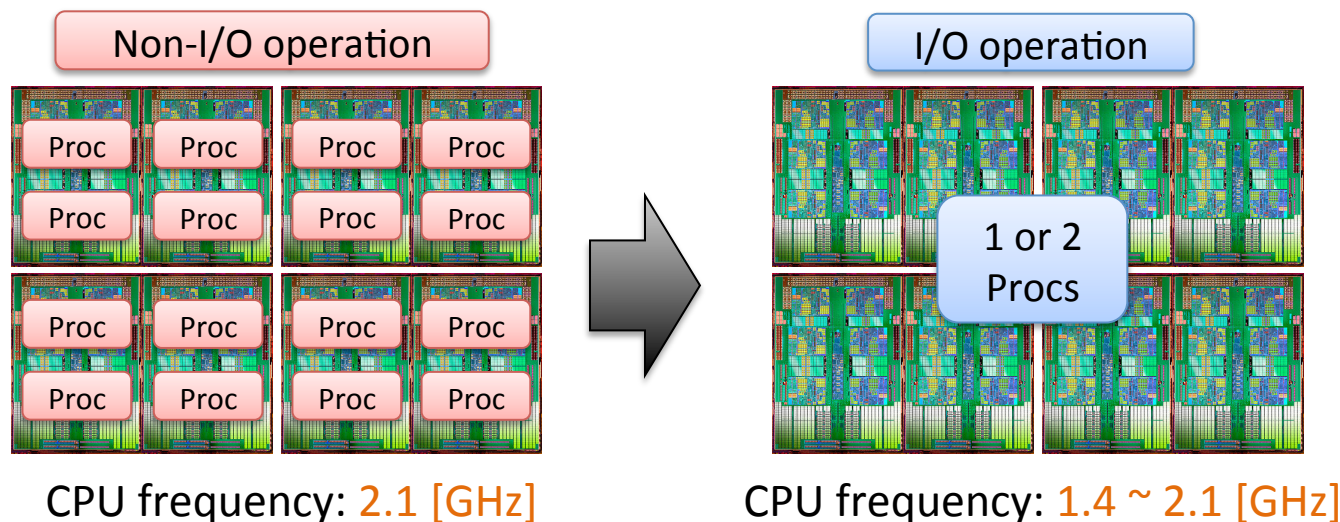 Non-I/O operation
I/O operation
Proc Proc Proc Proc
Proc Proc Proc Proc
1 or 2
Procs
Proc Proc Proc Proc
Proc Proc Proc Proc
CPU frequency: 2.1 [GHz]
CPU frequency: 1.4 ~ 2.1 [GHz]